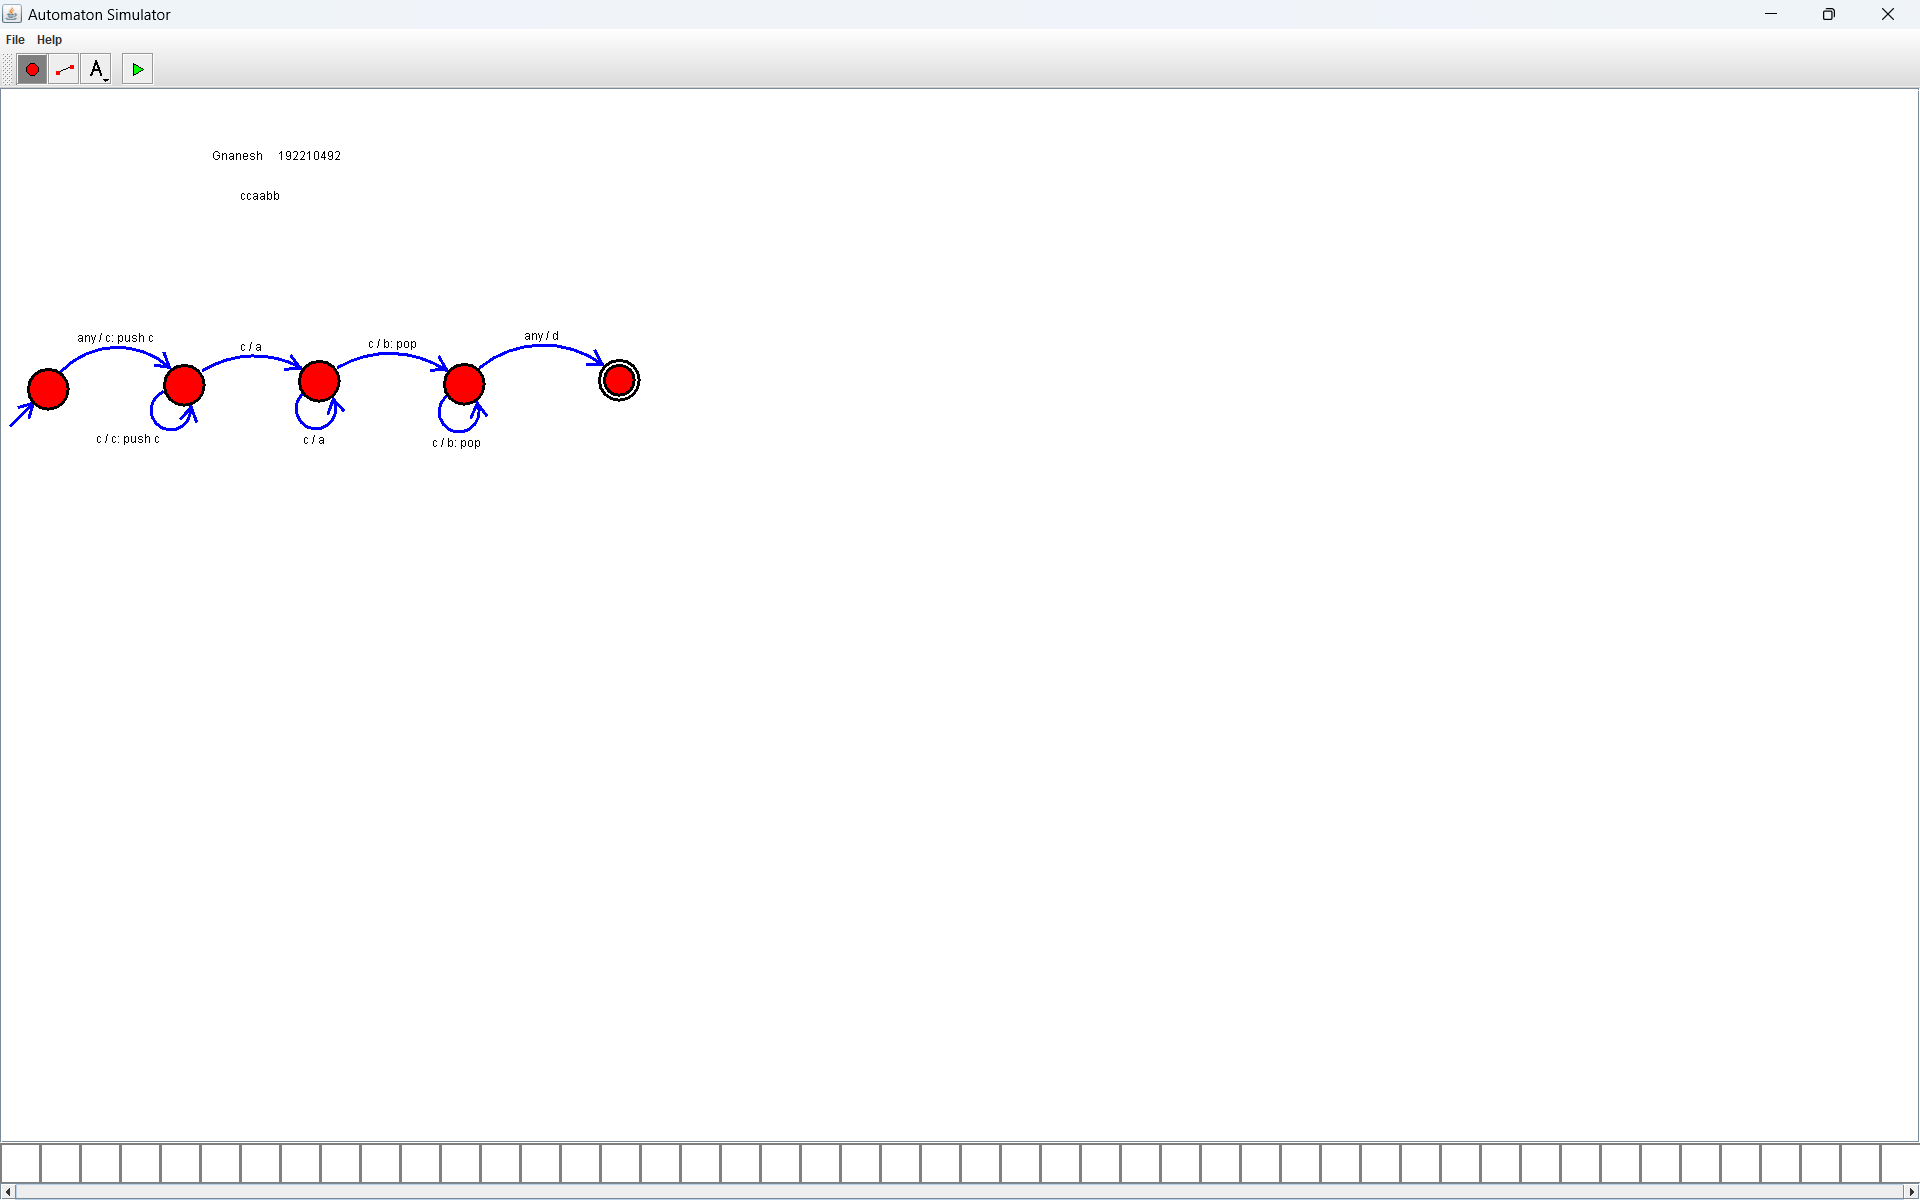 Automaton Simulator
File Help
A
Gnanesh 192210492
ccaabb
any / c: push c
c / a
c / b: pop
any / d
c / c: push c
c / a
c / b: pop